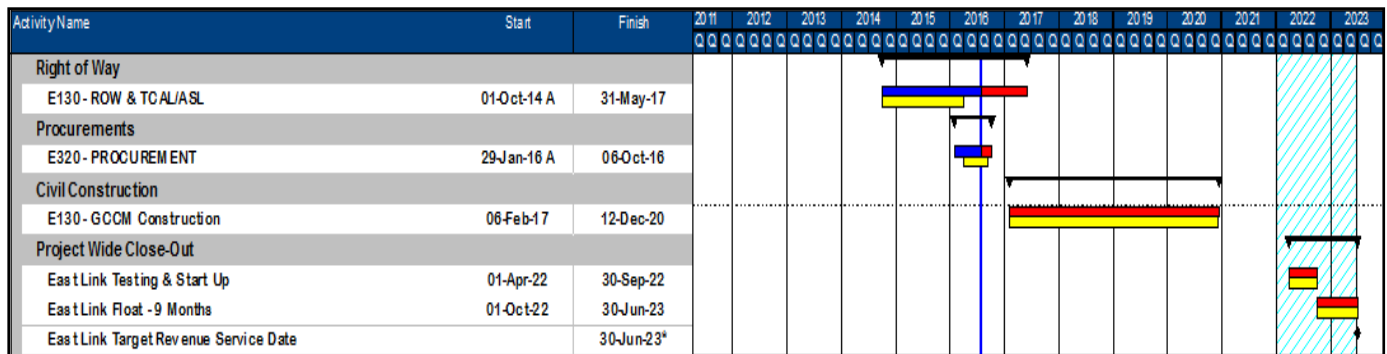 Activity Name Start Finish 2011 2012 2013 2014 2015 2016 2017 2018 2019 2020 2021 2022 2023
Q Q Q Q Q Q Q Q Q Q Q Q Q Q Q Q Q Q Q Q Q Q Q Q Q Q Q Q Q Q Q Q Q Q Q Q Q Q Q Q Q Q Q Q Q Q Q Q Q Q Q
Right of Way
E130 - ROW & TCAL/ASL 01-Oct-14 A 31-May-17
Procurements
E320 - PROCUREMENT 29-Jan-16 A 06-Oct-16
Civil Construction
E130 - GCCM Construction 06-Feb-17 12-Dec-20
Project Wide Close-Out
East Link Testing & Start Up 01-Apr-22 30-Sep-22
East Link Float - 9 Months 01-Oct-22 30-Jun-23
East Link Target Revenue Service Date 30-Jun-23*